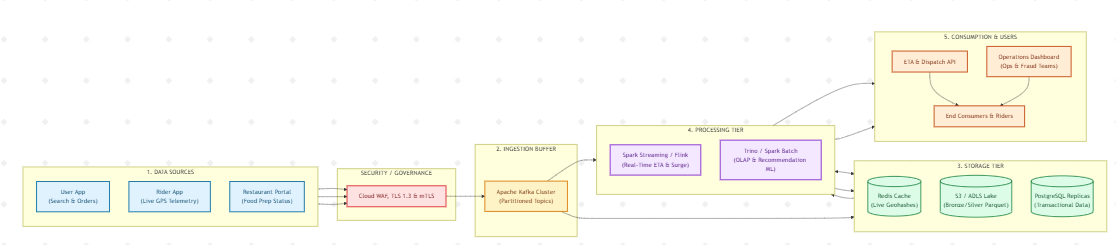 1. DATA SOURCES
User App
(Search & Orders)
Rider App
(Live GPS Telemetry)
Restaurant Portal
(Food Prep Status)
SECURITY / GOVERNANCE
Cloud WAF, TLS 1.3 & mTLS
2. INGESTION BUFFER
Apache Kafka Cluster
(Partitioned Topics)
4. PROCESSING TIER
Spark Streaming / Flink
(Real-Time ETA & Surge)
Trino / Spark Batch
(OLAP & Recommendation
ML)
5. CONSUMPTION & USERS
ETA & Dispatch API
Operations Dashboard
(Ops & Fraud Teams)
End Consumers & Riders
3. STORAGE TIER
Redis Cache
(Live Geohashes)
S3 / ADLS Lake
(Bronze/Silver Parquet)
PostgreSQL Replicas
(Transactional Data)